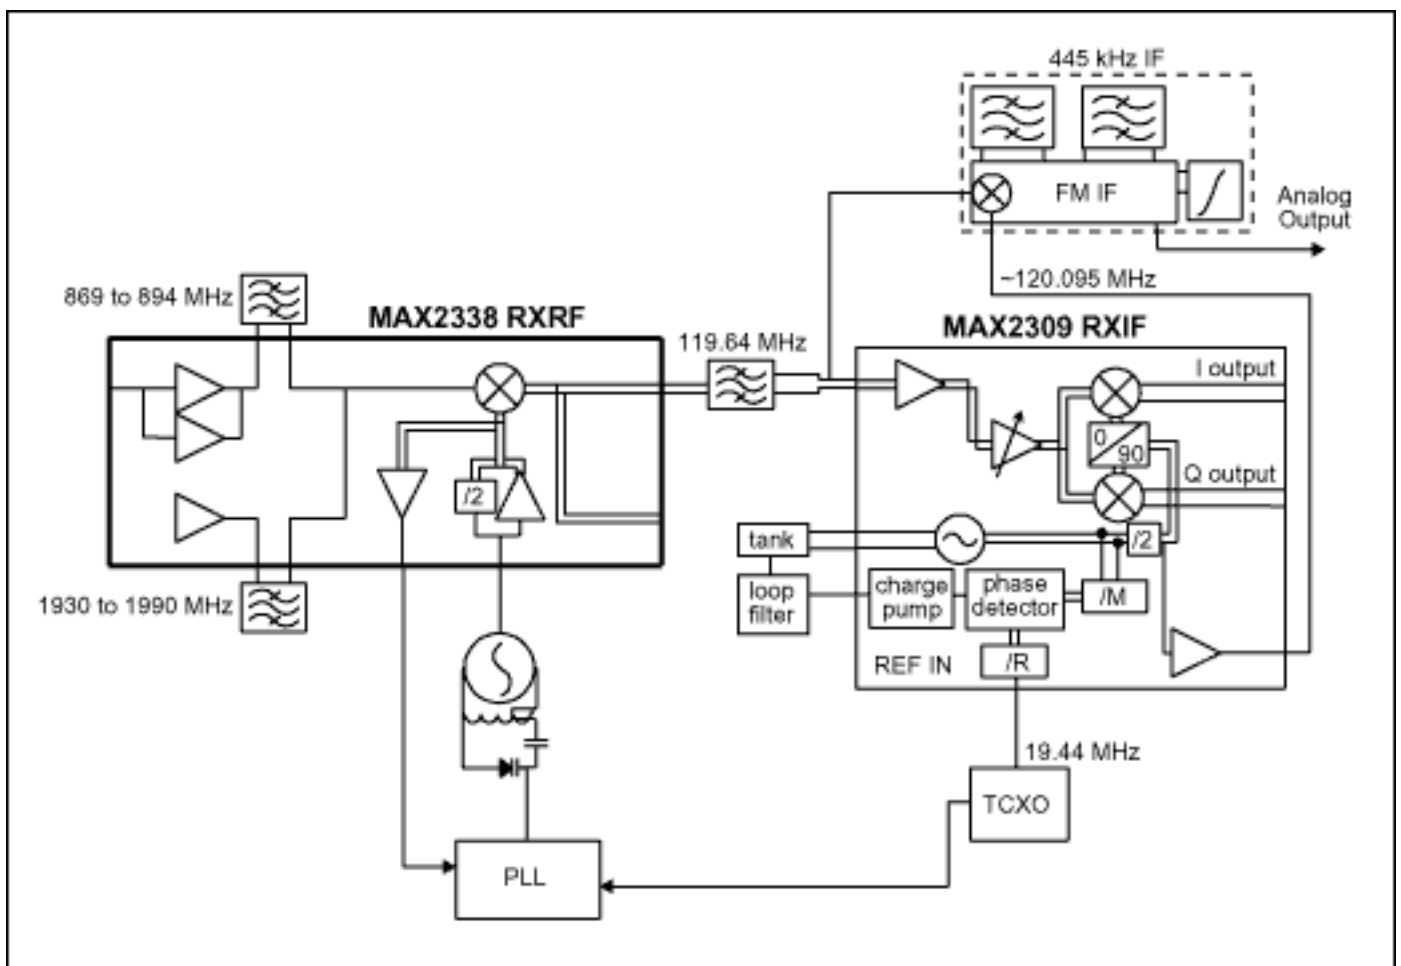 445 kHz IF
FM IF
Analog
Output
~120.095 MHz
869 to 894 MHz
MAX2338 RXRF
119.64 MHz
MAX2309 RXIF
I output
0
90
Q output
/2
tank
/2
loop
filter
charge
pump
phase
detector
/M
1930 to 1990 MHz
REF IN
/R
19.44 MHz
TCXO
PLL